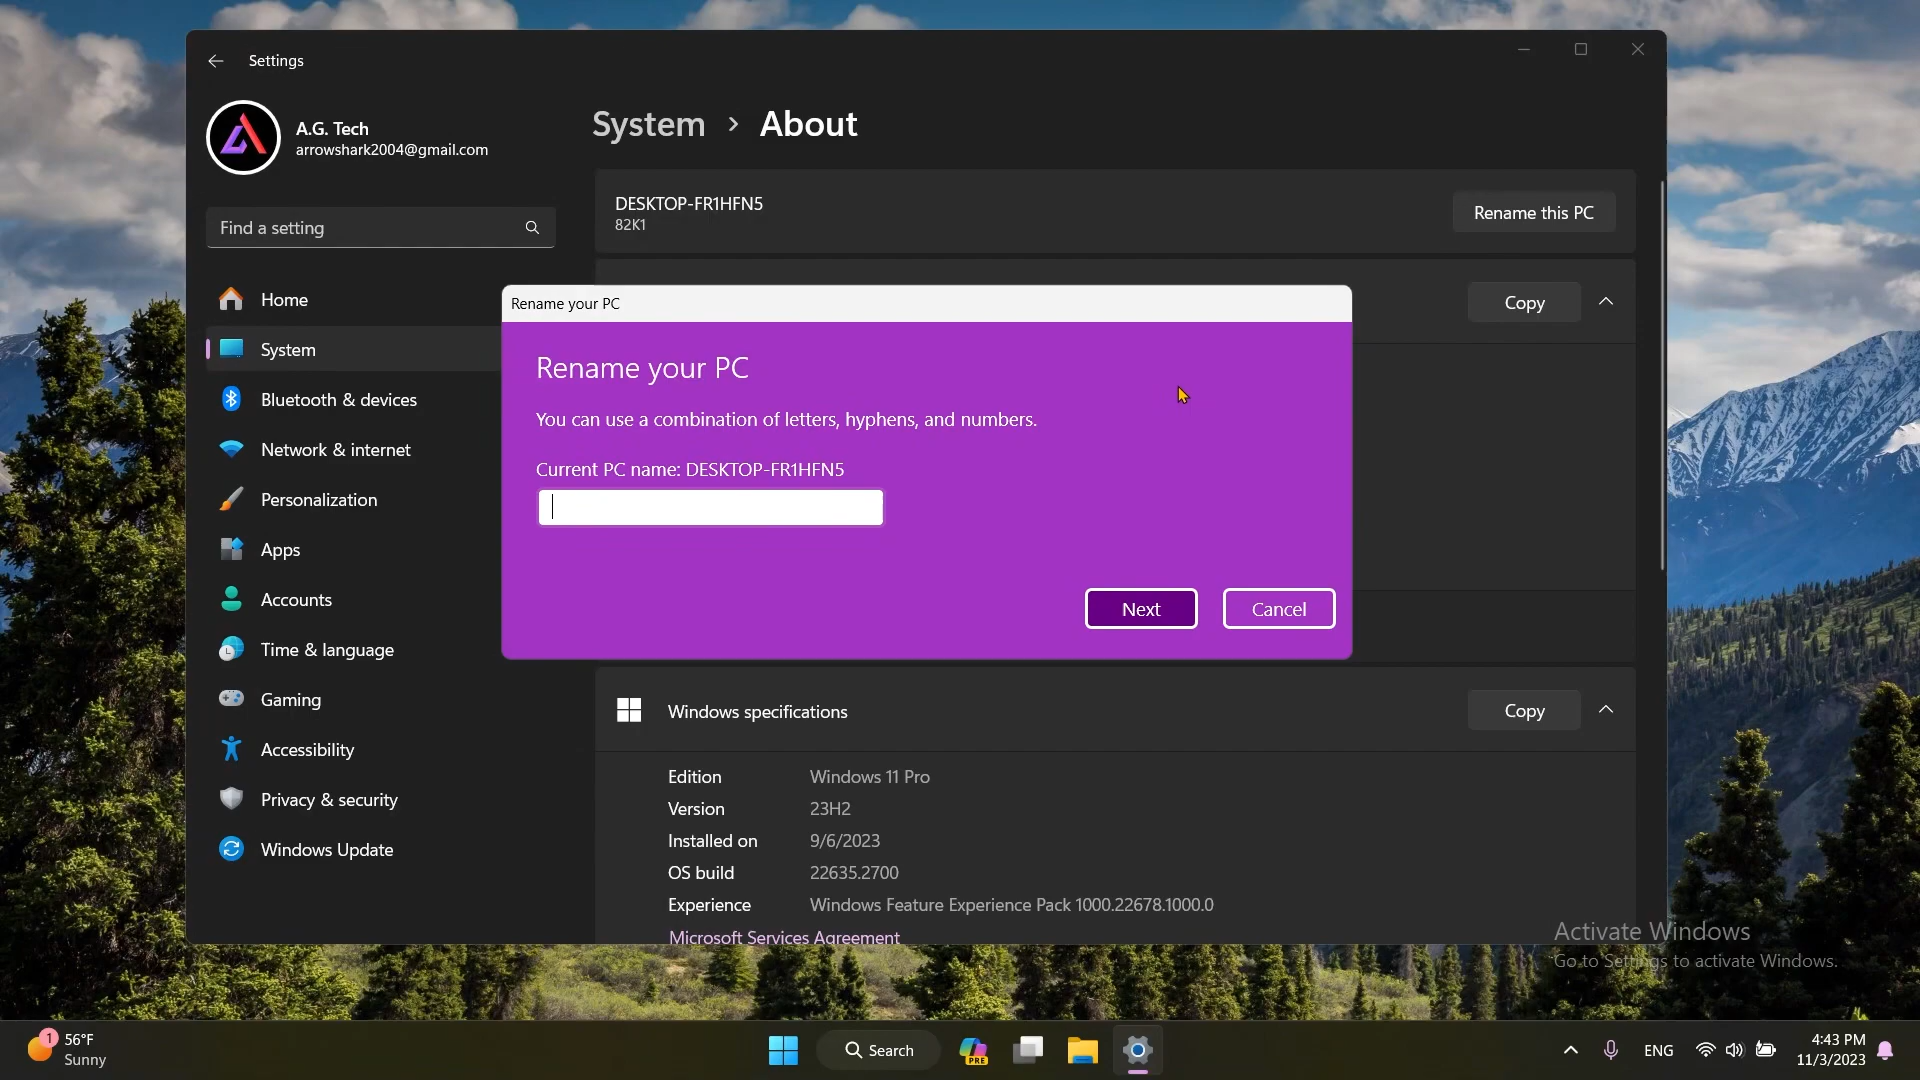 Settings
A.G. Tech
arrowshark2004@gmail.com
Find a setting
Home
System
Bluetooth & devices
Network & internet
Personalization
Apps
Accounts
Time & language
Gaming
Accessibility
Privacy & security
Windows Update
System > About
DESKTOP-FR1HFN5
82K1
Rename this PC
Copy
Rename your PC
Rename your PC
You can use a combination of letters, hyphens, and numbers.
Current PC name: DESKTOP-FR1HFN5
Next
Cancel
Windows specifications
Copy
Edition Windows 11 Pro
Version 23H2
Installed on 9/6/2023
OS build 22635.2700
Experience Windows Feature Experience Pack 1000.22678.1000.0
Microsoft Services Agreement
Activate Windows
Go to Settings to activate Windows.
1
56°F
Sunny
Search
PRE
ENG
4:43 PM
11/3/2023